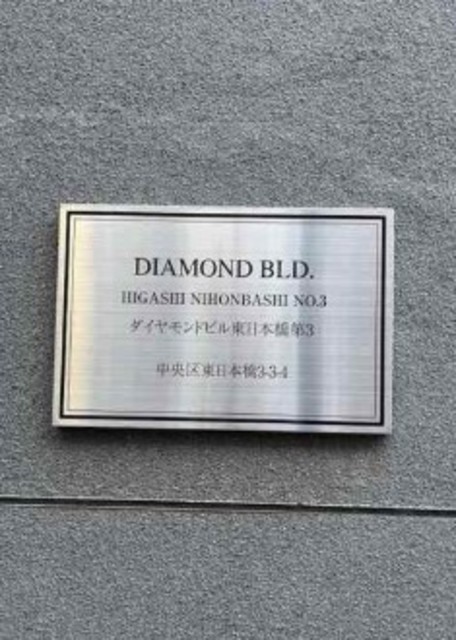 DIAMOND BLD.
HIGASHI NIHONBASHI NO.3
ダイヤモンドビル東日本橋第3
中央区東日本橋3-3-4